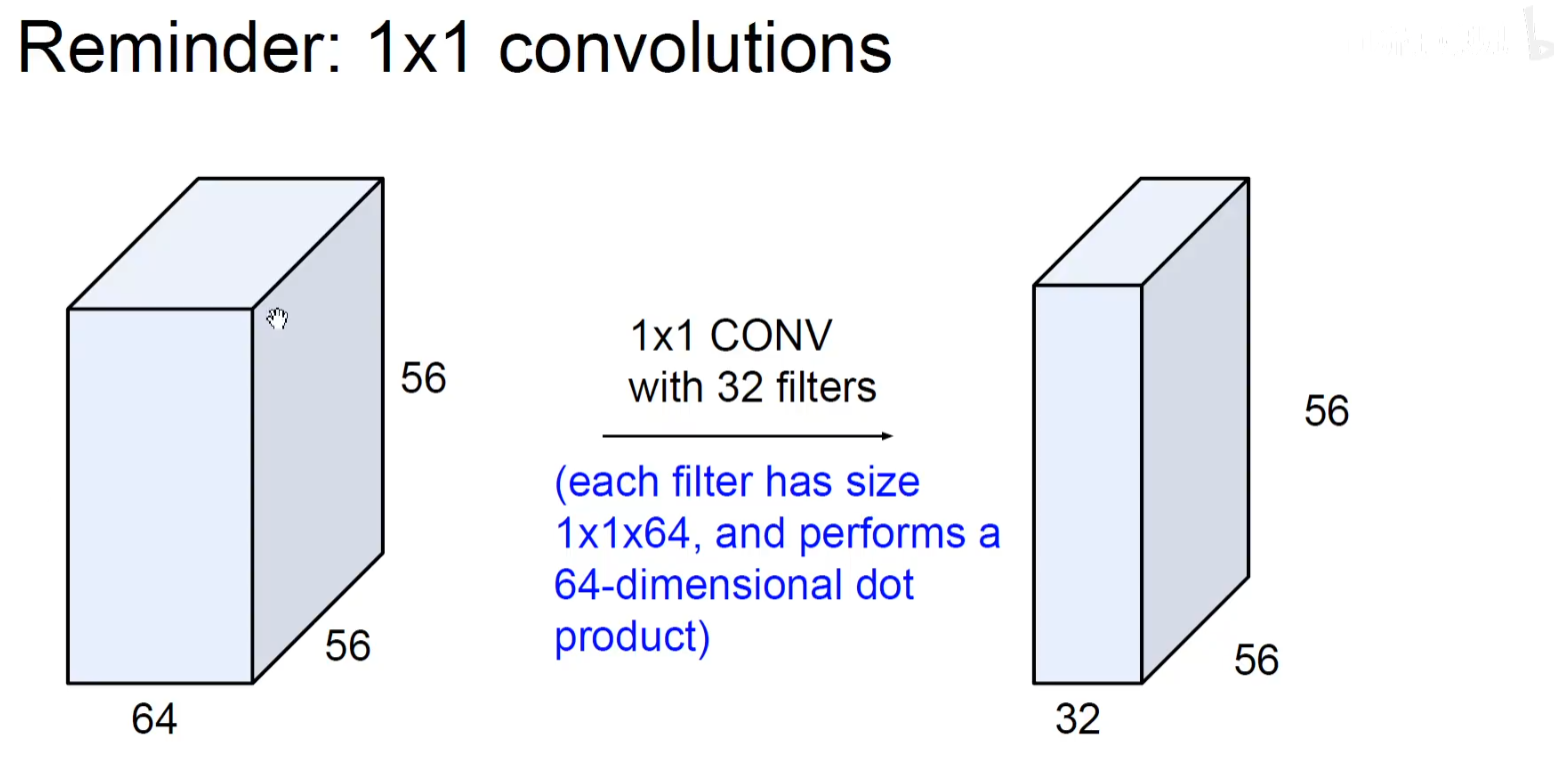 Reminder: 1x1 convolutions
56
56
64
1x1 CONV
with 32 filters
(each filter has size
1x1x64, and performs a
64-dimensional dot
product)
56
56
32